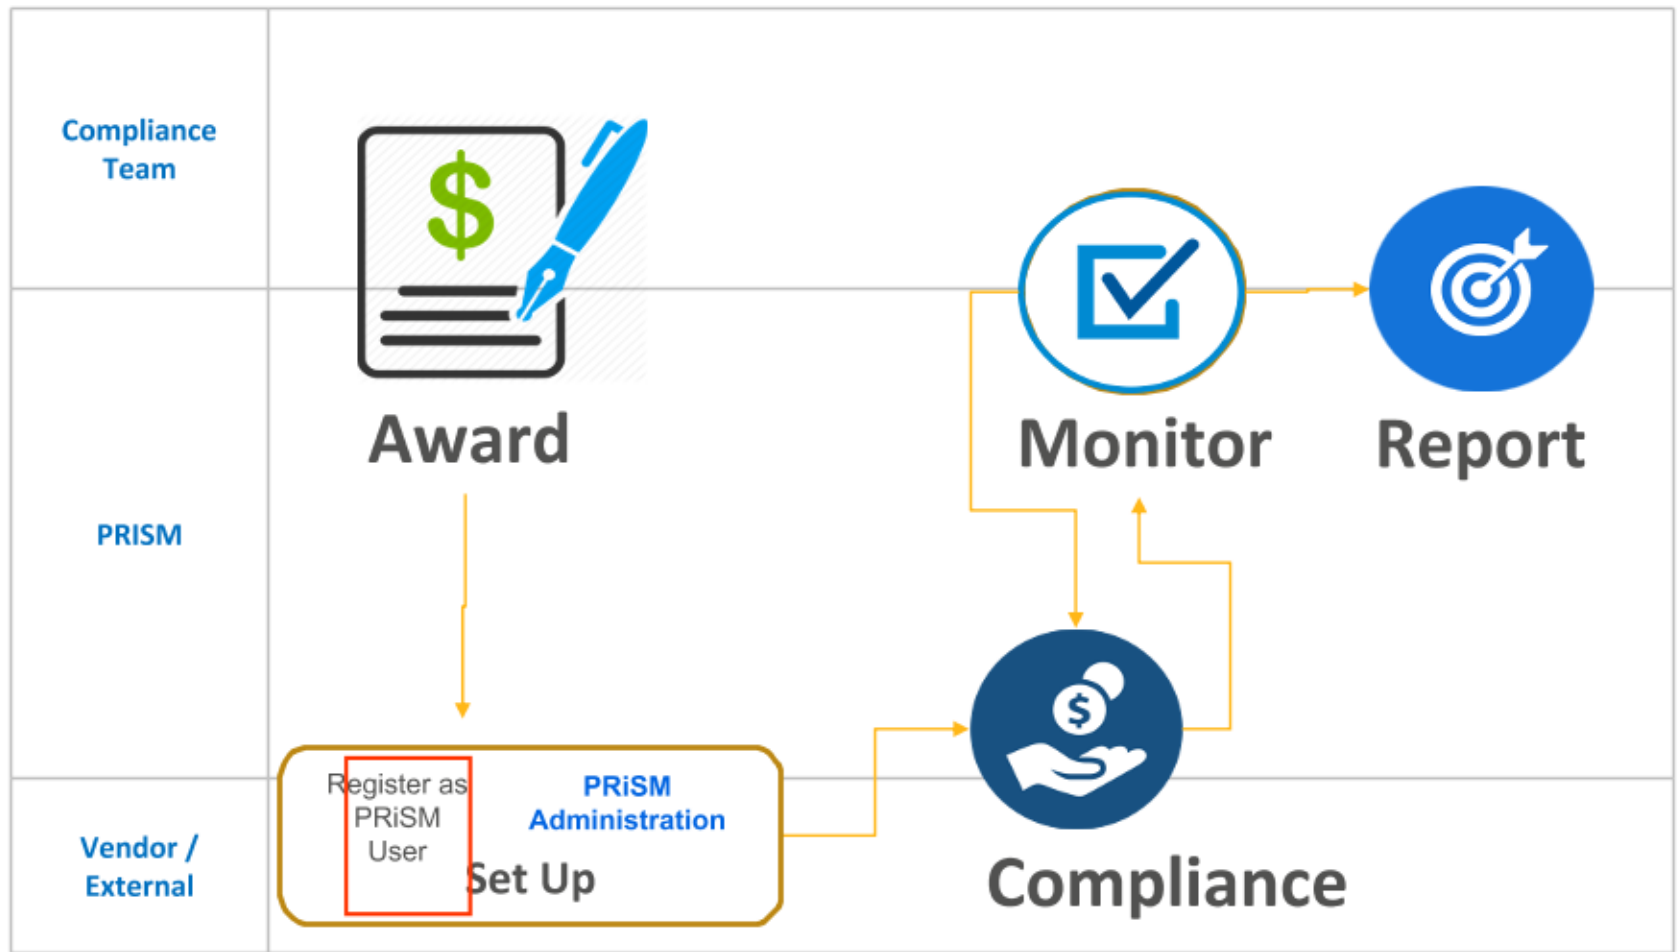 Compliance
Team
$
Award
Monitor
Report
PRISM
$
Register as
PRiSM
User
PRiSM
Administration
Set Up
Vendor /
External
Compliance